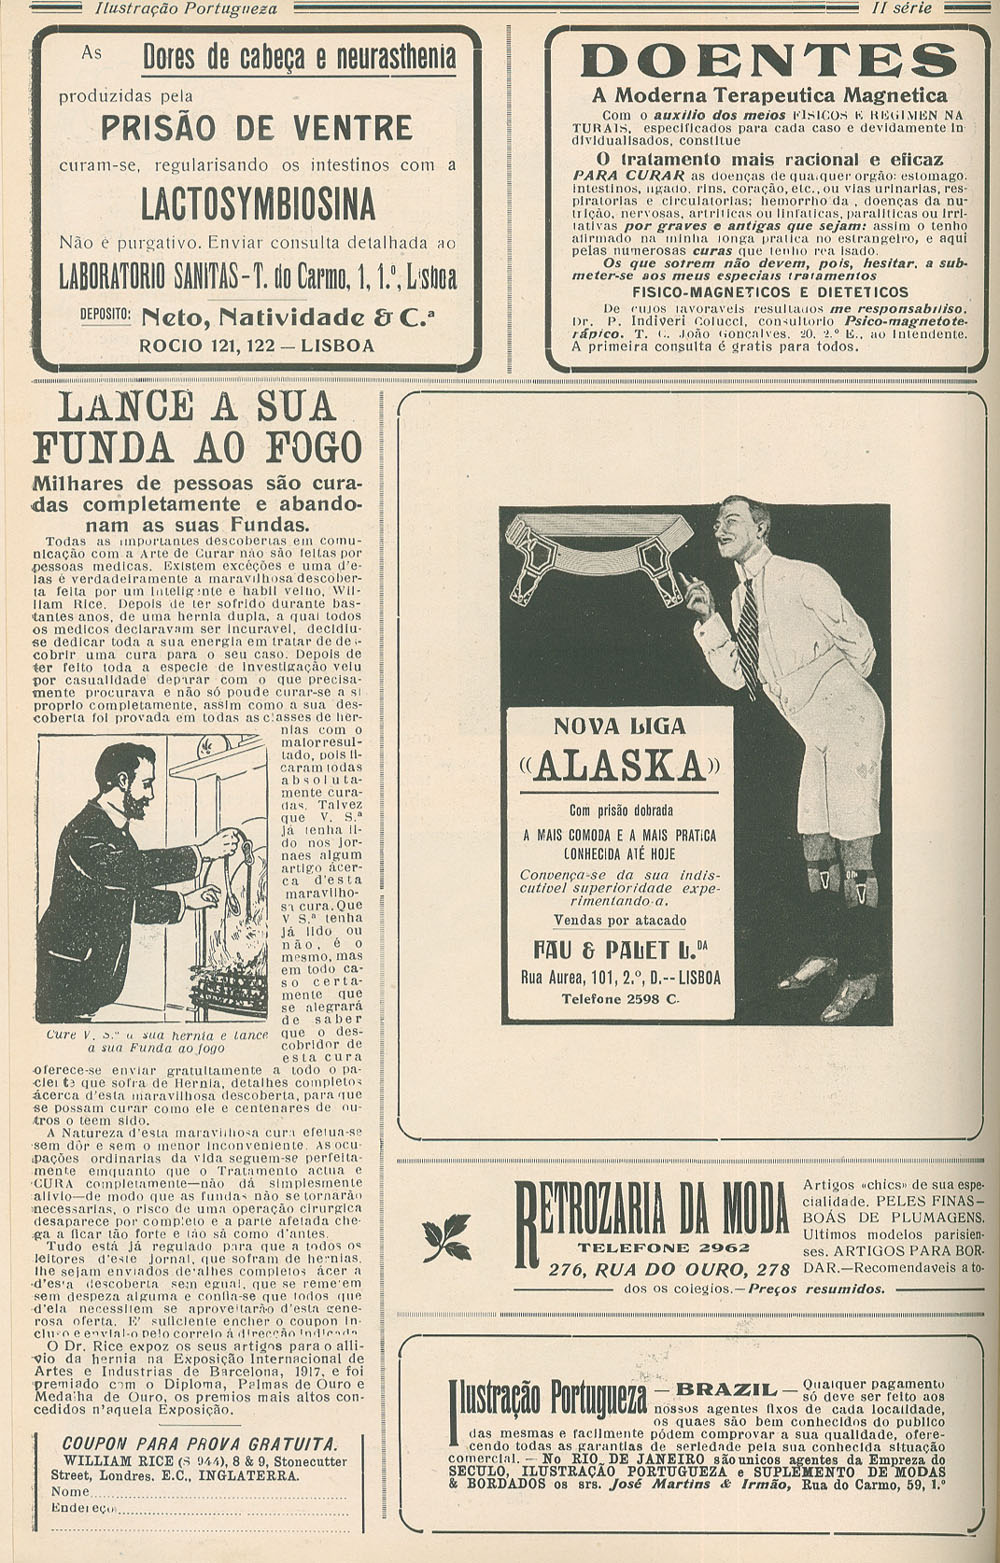 Ilustração Portugueza
II série
As Dores de cabeça e neurasthenia
produzidas pela
PRISÃO DE VENTRE
curam-se, regularisando os intestinos com a
LACTOSYMBIOSINA
Não é purgativo. Enviar consulta detalhada ao
LABORATORIO SANITAS-T. do Carmo, 1, 1.º, Lisboa
DEPOSITO: Neto, Natividade & C.ª
ROCIO 121, 122 — LISBOA
DOENTES
A Moderna Terapeutica Magnetica
Com o auxilio dos meios FISICOS E REGIMEN NA
TURAIS, especificados para cada caso e devidamente in
dividualisados, constitue
O tratamento mais racional e eficaz
PARA CURAR as doenças de qualquer orgão: estomago,
intestinos, ligado, rins, coração, etc., ou vias urinarias, res-
piratorias e circulatorias; hemorrhoida, doenças da nu-
trição, nervosas, artriticas ou linfaticas, paraliticas ou irri-
tativas por graves e antigas que sejam: assim o tenho
afirmado na minha longa pratica no estrangeiro, e aqui
pelas numerosas curas que tenho realisado.
Os que sofrem não devem, pois, hesitar, a sub-
meter-se aos meus especiais tratamentos
FISICO-MAGNETICOS E DIETETICOS
De cujos favoraveis resultados me responsabiliso.
Dr. P. Indiveri Colucci, consultorio Psico-magnetote-
rápico. T. C. João Gonçalves, 20, 2.º E., ao Intendente.
A primeira consulta é gratis para todos.
LANCE A SUA
FUNDA AO FOGO
Milhares de pessoas são cura-
das completamente e abando-
nam as suas Fundas.
Todas as importantes descobertas em comu-
nicação com a Arte de Curar não são feitas por
pessoas medicas. Existem excéções e uma d'e-
las é verdadeiramente a maravilhosa descober-
ta feita por um inteligente e habil velho, Wil-
liam Rice. Depois de ter sofrido durante bas-
tantes anos, de uma hernia dupla, a qual todos
os medicos declaravam ser incuravel, decidiu-
se dedicar toda a sua energia em tratar de des-
cobrir uma cura para o seu caso. Depois de
ter feito toda a especie de investigação veiu
por casualidade deparar com o que precisa-
mente procurava e não só poude curar-se a si
proprio completamente, assim como a sua des-
coberta foi provada em todas as classes de her-
nias com o
maior resul-
tado, pois fi-
caram todas
absoluta-
mente cura-
das. Talvez
que V. S.ª
já tenha li-
do nos jor-
naes algum
artigo ácer-
ca d'esta
maravilho-
sa cura. Que
V S.ª tenha
já lido ou
não, é o
mesmo, mas
em todo ca-
so certa-
mente que
se alegrará
de saber
que o des-
cobridor de
esta cura
Cure V. S.ª a sua hernia e lance
a sua Funda ao fogo
oferece-se enviar gratuitamente a todo o pa-
ciente que sofra de Hernia, detalhes completos
ácerca d'esta maravilhosa descoberta, para que
se possam curar como ele e centenares de ou-
tros o teem sido.
A Natureza d'esta maravilhosa cura efetua-se
sem dôr e sem o menor inconveniente. As ocu-
pações ordinarias da vida seguem-se perfeita-
mente emquanto que o Tratamento actua e
CURA completamente—não dá simplesmente
alivio—de modo que as fundas não se tornarão
necessarias, o risco de uma operação cirurgica
desaparece por completo e a parte afetada che-
ga a ficar tão forte e tão sã como d'antes.
Tudo está já regulado para que a todos os
leitores d'este jornal, que sofram de hernias,
lhe sejam enviados detalhes completos ácer a
d'esta descoberta sem egual, que se remetem
sem despeza alguma e confia-se que todos que
d'ela necessitem se aproveitarão d'esta gene-
rosa oferta. E' suficiente encher o coupon in-
cluso e envial-o pelo correio á direcção indicada
O Dr. Rice expoz os seus artigos para o alli-
vio da hernia na Exposição Internacional de
Artes e Industrias de Barcelona, 1917, e foi
premiado com o Diploma, Palmas de Ouro e
Medalha de Ouro, os premios mais altos con-
cedidos n'aquela Exposição.
COUPON PARA PROVA GRATUITA.
WILLIAM RICE (S 944), 8 & 9, Stonecutter
Street, Londres. E.C., INGLATERRA.
Nome
Endereço
NOVA LIGA
«ALASKA»
Com prisão dobrada
A MAIS COMODA E A MAIS PRATICA
CONHECIDA ATÉ HOJE
Convença-se da sua indis-
cutivel superioridade expe-
rimentando-a.
Vendas por atacado
FAU & PALET L.DA
Rua Aurea, 101, 2.º, D.--LISBOA
Telefone 2598 C.
RETROZARIA DA MODA
TELEFONE 2962
276, RUA DO OURO, 278
Artigos «chics» de sua espe-
cialidade. PELES FINAS-
BOÁS DE PLUMAGENS.
Ultimos modelos parisien-
ses. ARTIGOS PARA BOR-
DAR.—Recomendaveis a to-
dos os colegios.—Preços resumidos.
Ilustração Portugueza — BRAZIL — Qualquer pagamento
só deve ser feito aos
nossos agentes fixos de cada localidade,
os quaes são bem conhecidos do publico
das mesmas e facilmente pódem comprovar a sua qualidade, ofere-
cendo todas as garantias de seriedade pela sua conhecida situação
comercial. — No RIO DE JANEIRO são unicos agentes da Empreza do
SECULO, ILUSTRAÇÃO PORTUGUEZA e SUPLEMENTO DE MODAS
& BORDADOS os srs. José Martins & Irmão, Rua do Carmo, 59, 1.º